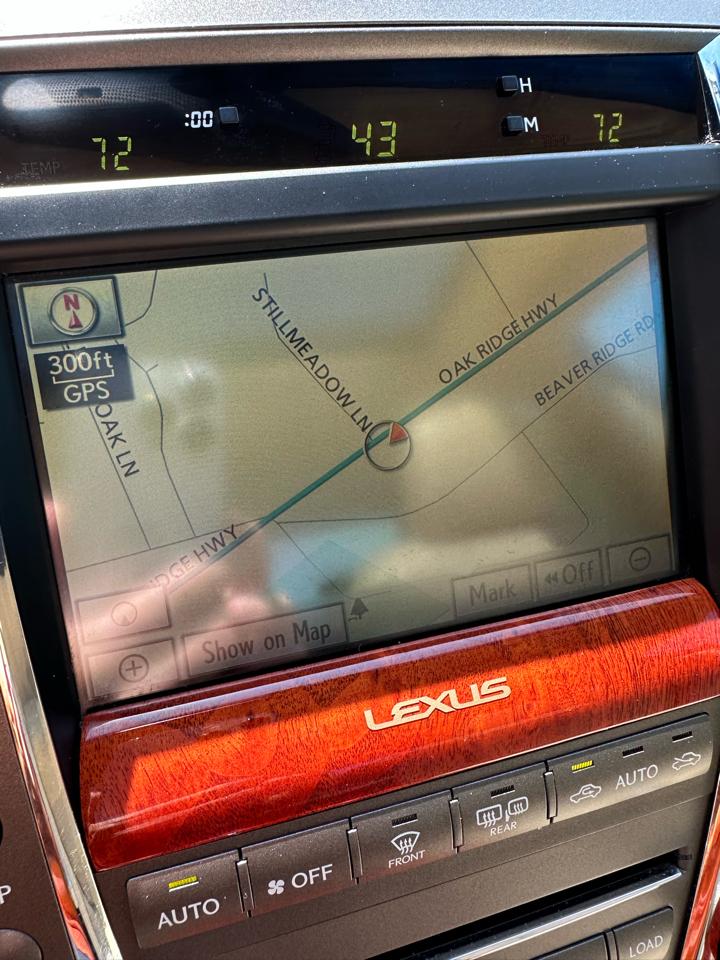 :00
H
M
TEMP
72
43
72
N
300ft
GPS
STILLMEADOW LN
OAK RIDGE HWY
BEAVER RIDGE RD
OAK LN
IDGE HWY
Show on Map
Mark
Off
LEXUS
AUTO
OFF
FRONT
REAR
AUTO
P
LOAD